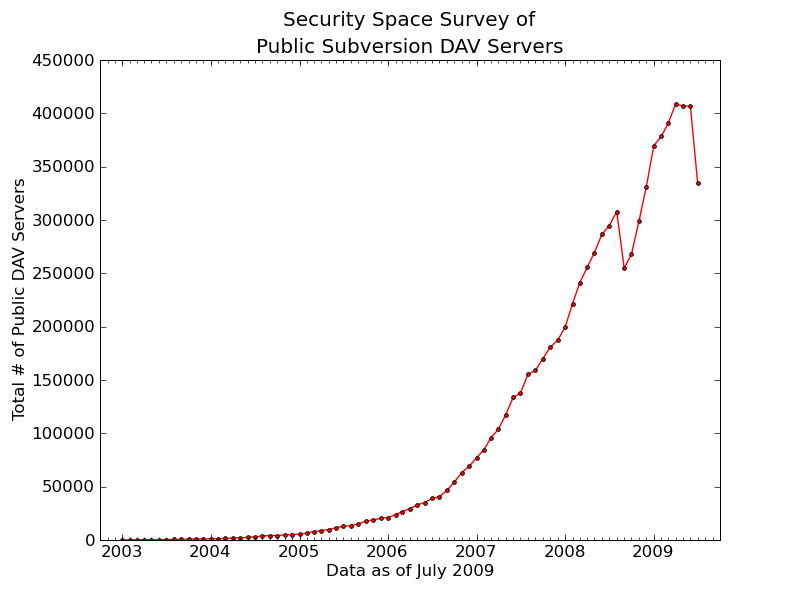 Security Space Survey of
Public Subversion DAV Servers
450000
400000
350000
300000
250000
200000
150000
100000
50000
0
Total # of Public DAV Servers
2003 2004 2005 2006 2007 2008 2009
Data as of July 2009